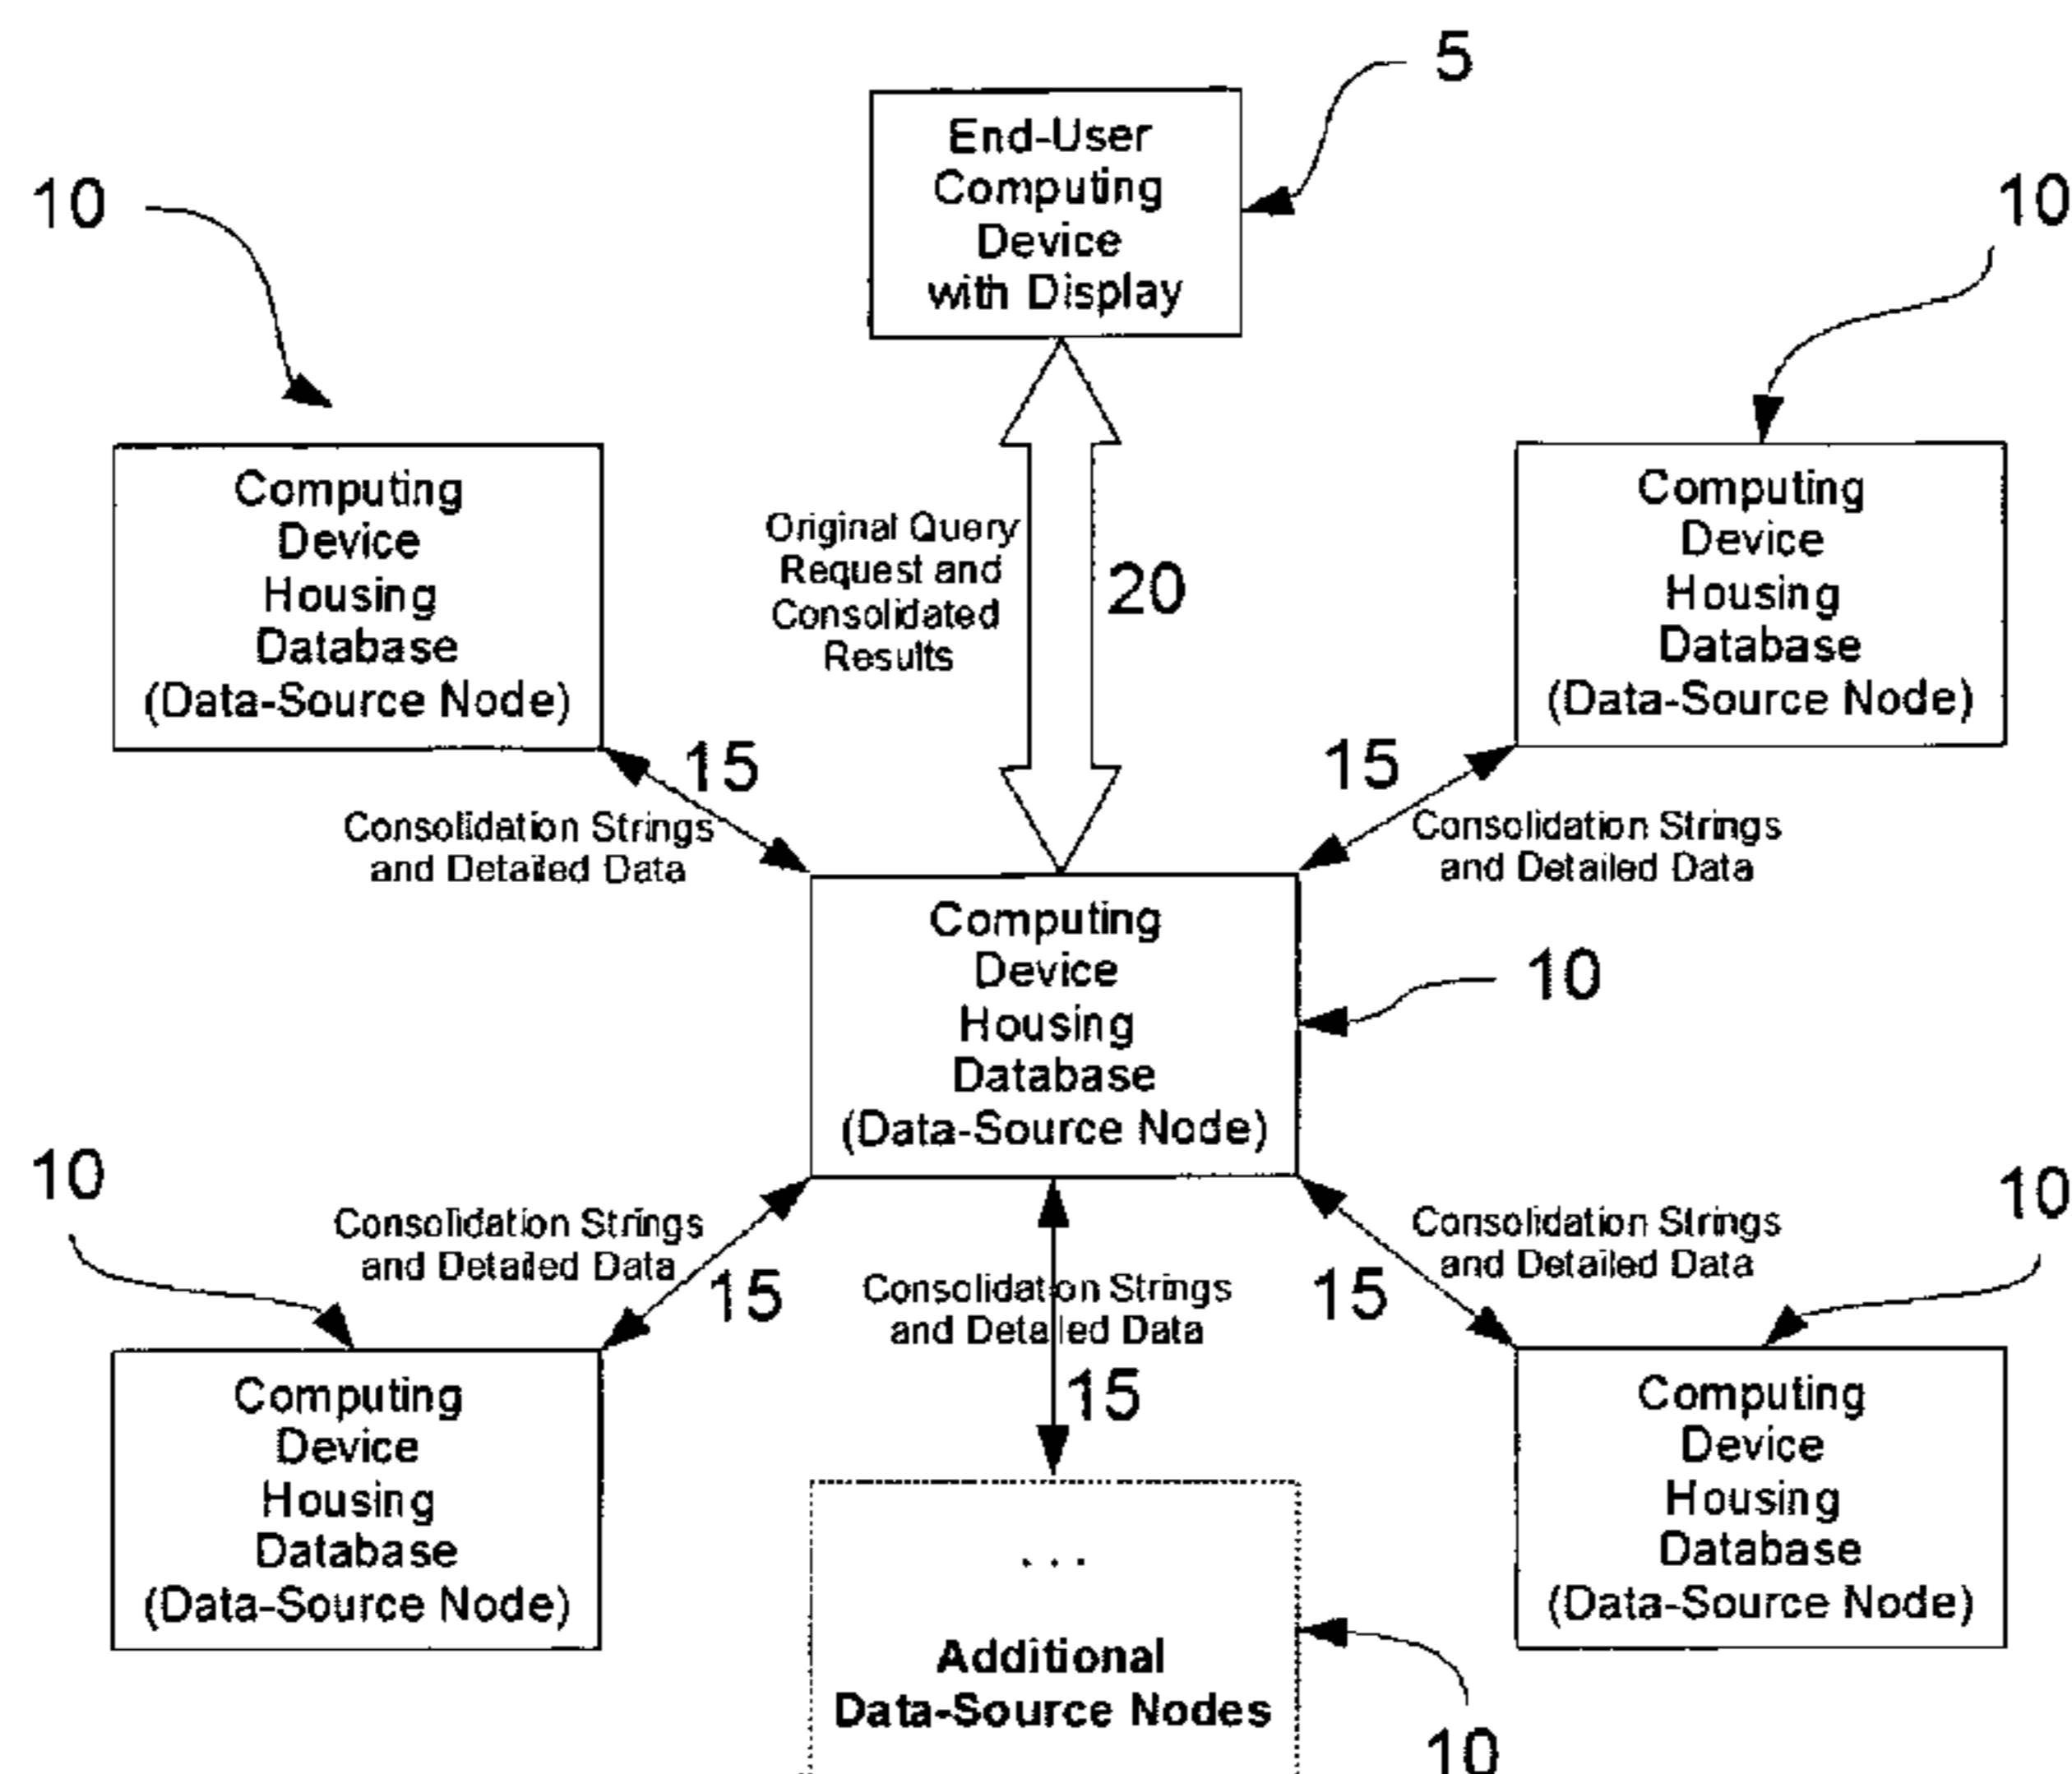 5
End-User
Computing
Device
with Display
10
10
Computing
Device
Housing
Database
(Data-Source Node)
Original Query
Request and
Consolidated
Results
20
Computing
Device
Housing
Database
(Data-Source Node)
15
Consolidation Strings
and Detailed Data
15
Consolidation Strings
and Detailed Data
Computing
Device
Housing
Database
(Data-Source Node)
10
10
Consolidation Strings
and Detailed Data
15
Consolidation Strings
and Detailed Data
15
Consolidation Strings
and Detailed Data
15
10
Computing
Device
Housing
Database
(Data-Source Node)
. . .
Additional
Data-Source Nodes
10
Computing
Device
Housing
Database
(Data-Source Node)